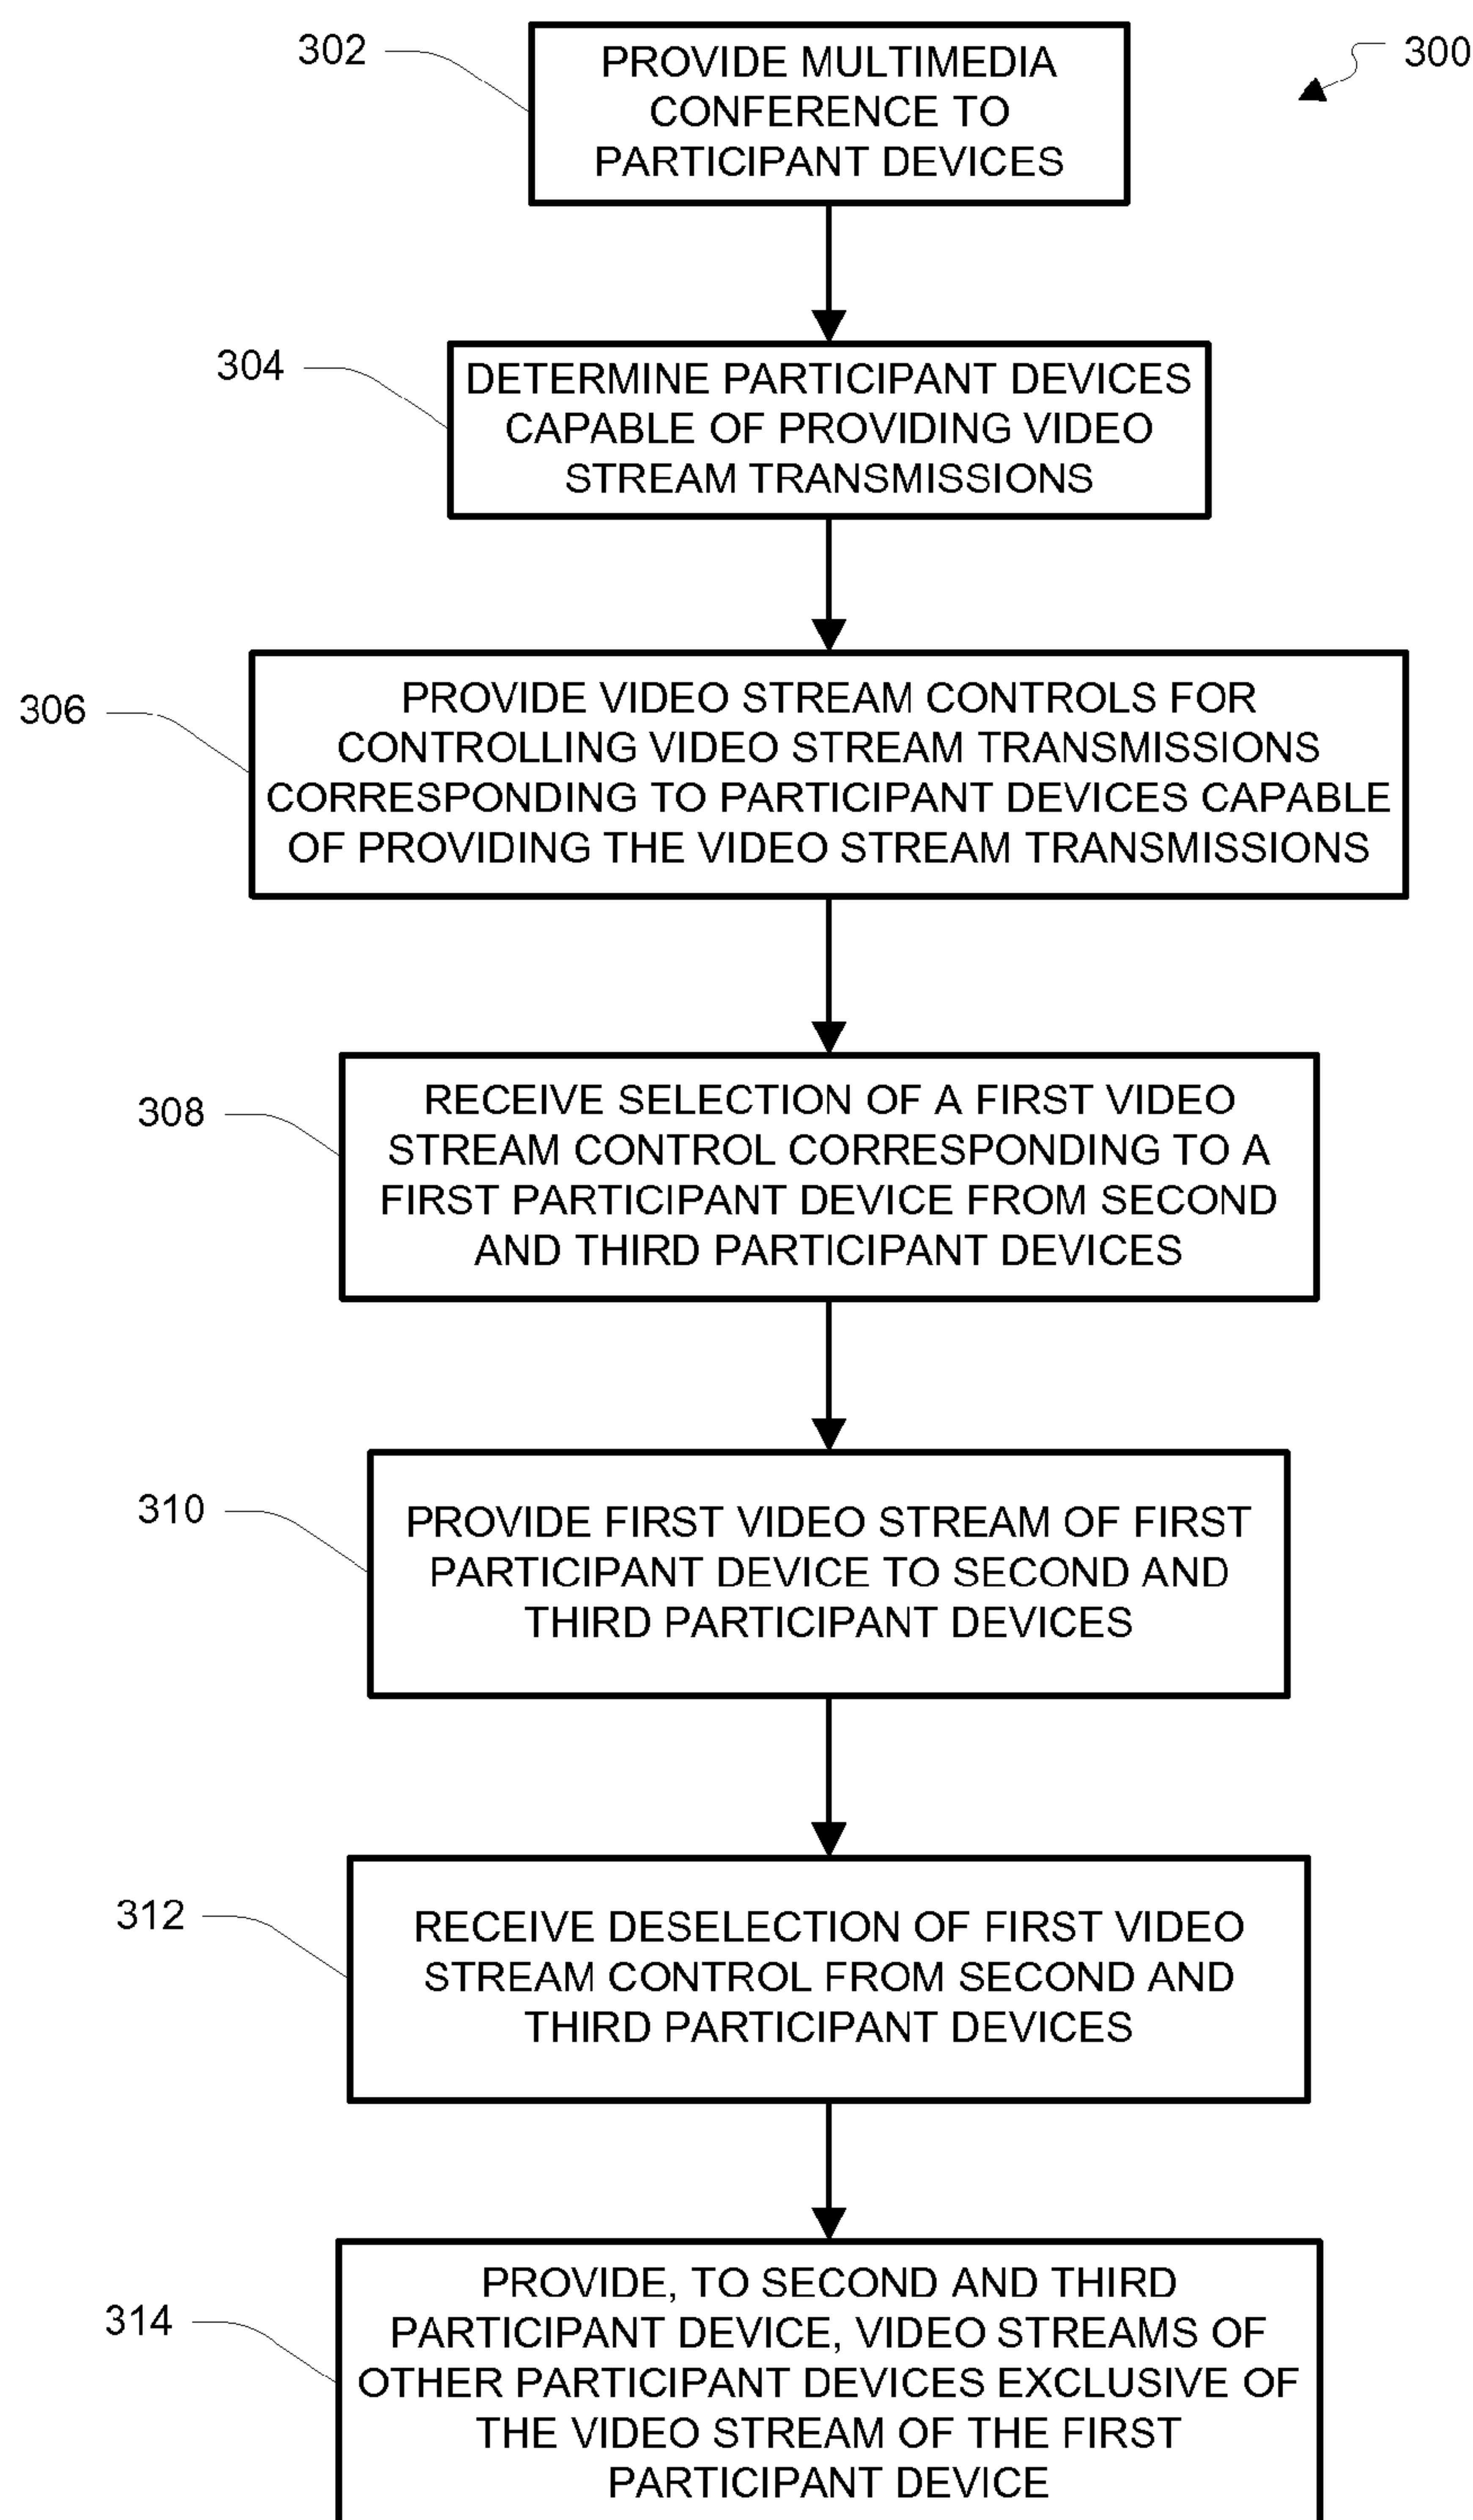 302
PROVIDE MULTIMEDIA
CONFERENCE TO
PARTICIPANT DEVICES
300
304
DETERMINE PARTICIPANT DEVICES
CAPABLE OF PROVIDING VIDEO
STREAM TRANSMISSIONS
306
PROVIDE VIDEO STREAM CONTROLS FOR
CONTROLLING VIDEO STREAM TRANSMISSIONS
CORRESPONDING TO PARTICIPANT DEVICES CAPABLE
OF PROVIDING THE VIDEO STREAM TRANSMISSIONS
308
RECEIVE SELECTION OF A FIRST VIDEO
STREAM CONTROL CORRESPONDING TO A
FIRST PARTICIPANT DEVICE FROM SECOND
AND THIRD PARTICIPANT DEVICES
310
PROVIDE FIRST VIDEO STREAM OF FIRST
PARTICIPANT DEVICE TO SECOND AND
THIRD PARTICIPANT DEVICES
312
RECEIVE DESELECTION OF FIRST VIDEO
STREAM CONTROL FROM SECOND AND
THIRD PARTICIPANT DEVICES
314
PROVIDE, TO SECOND AND THIRD
PARTICIPANT DEVICE, VIDEO STREAMS OF
OTHER PARTICIPANT DEVICES EXCLUSIVE OF
THE VIDEO STREAM OF THE FIRST
PARTICIPANT DEVICE